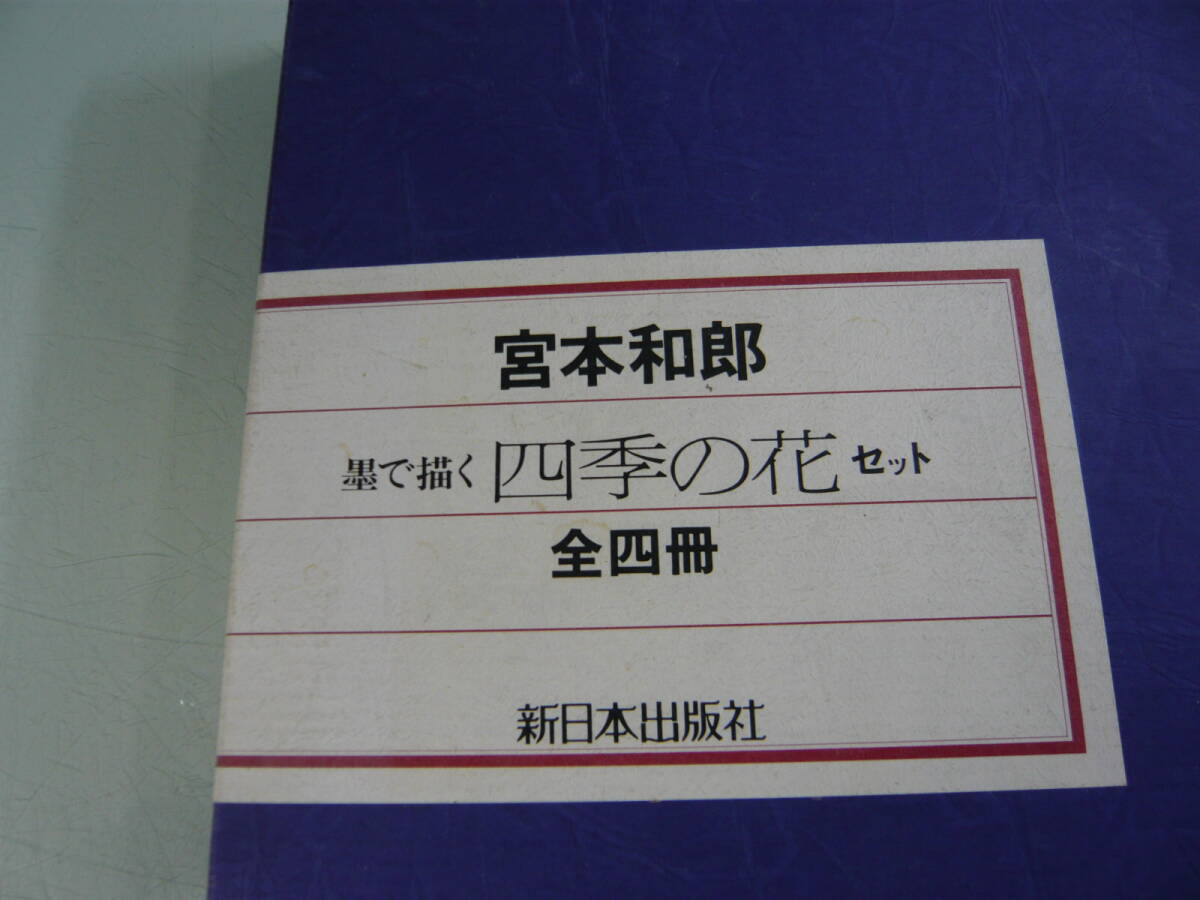 宮本和郎
墨で描く四季の花セット
全四冊
新日本出版社